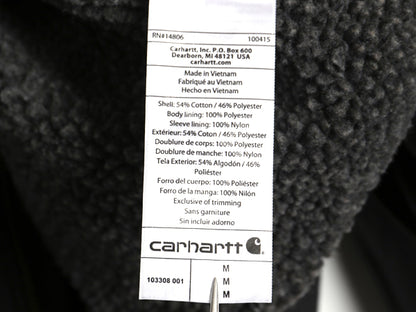 RN#14806 100415
Carhartt, Inc. P.O. Box 600
Dearborn, MI 48121 USA
carhartt.com
Made in Vietnam
Fabriqué au Vietnam
Hecho en Vietnam
Shell: 54% Cotton / 46% Polyester
Body lining: 100% Polyester
Sleeve lining: 100% Nylon
Extérieur: 54% Coton / 46% Polyester
Doublure de corps: 100% Polyester
Doublure de manche: 100% Nylon
Tela Exterior: 54% Algodón / 46%
Poliéster
Forro del cuerpo: 100% Poliéster
Forro de la manga: 100% Nilón
Exclusive of trimming
Sans garniture
Sin incluir adorno
carhartt
103308 001 M
M
M